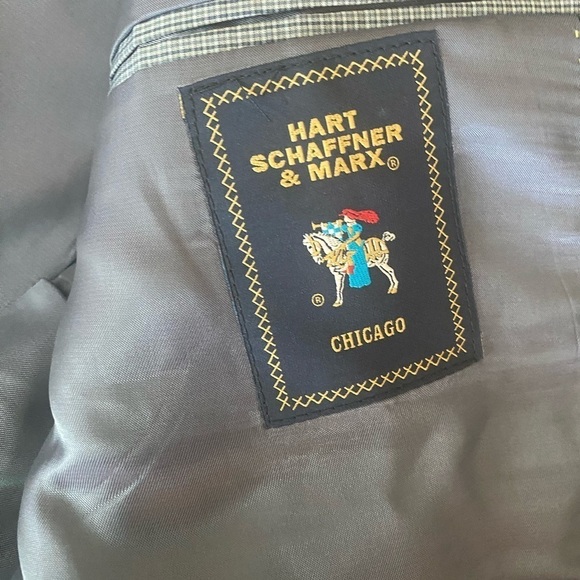 HART
SCHAFFNER
& MARX®
®
CHICAGO